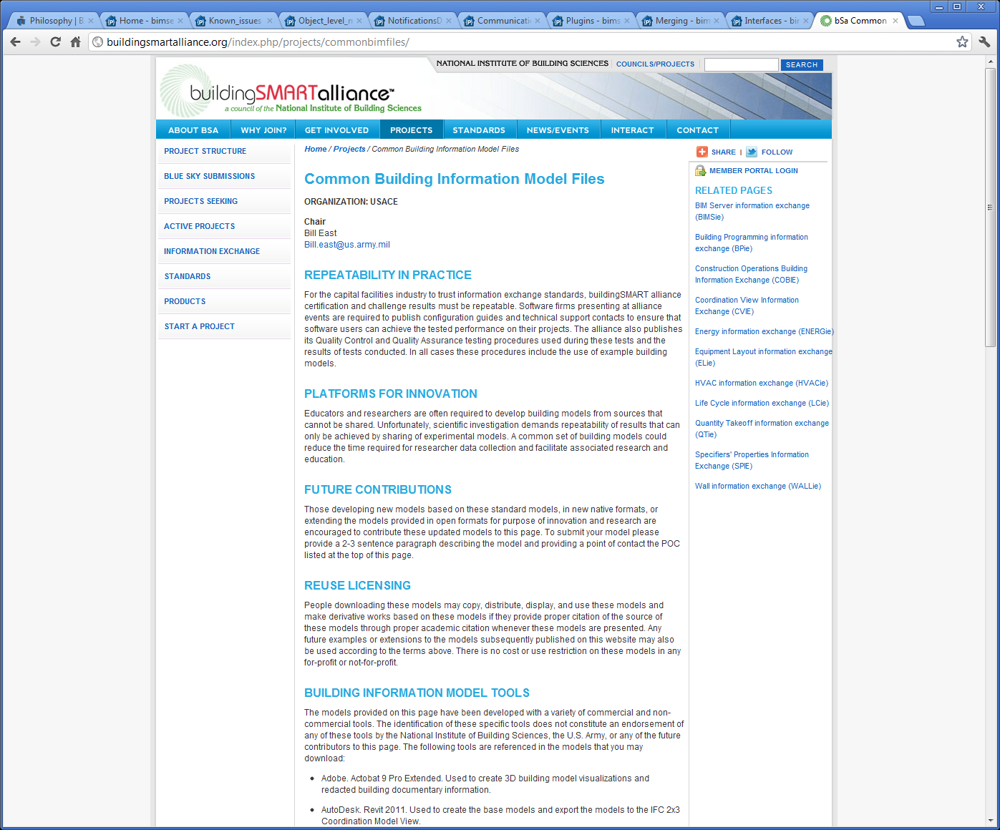 Philosophy | B
Home - bimse
Known_issues
Object_level_n
NotificationsD
Communicati
Plugins - bims
Merging - bim
Interfaces - bir
bSa Common
buildingsmartalliance.org/index.php/projects/commonbimfiles/
NATIONAL INSTITUTE OF BUILDING SCIENCES
COUNCILS/PROJECTS
SEARCH
buildingSMARTalliance™
a council of the National Institute of Building Sciences
ABOUT BSA
WHY JOIN?
GET INVOLVED
PROJECTS
STANDARDS
NEWS/EVENTS
INTERACT
CONTACT
PROJECT STRUCTURE
BLUE SKY SUBMISSIONS
PROJECTS SEEKING
ACTIVE PROJECTS
INFORMATION EXCHANGE
STANDARDS
PRODUCTS
START A PROJECT
Home / Projects / Common Building Information Model Files
Common Building Information Model Files
ORGANIZATION: USACE
Chair
Bill East
Bill.east@us.army.mil
REPEATABILITY IN PRACTICE
For the capital facilities industry to trust information exchange standards, buildingSMART alliance
certification and challenge results must be repeatable. Software firms presenting at alliance
events are required to publish configuration guides and technical support contacts to ensure that
software users can achieve the tested performance on their projects. The alliance also publishes
its Quality Control and Quality Assurance testing procedures used during these tests and the
results of tests conducted. In all cases these procedures include the use of example building
models.
PLATFORMS FOR INNOVATION
Educators and researchers are often required to develop building models from sources that
cannot be shared. Unfortunately, scientific investigation demands repeatability of results that can
only be achieved by sharing of experimental models. A common set of building models could
reduce the time required for researcher data collection and facilitate associated research and
education.
FUTURE CONTRIBUTIONS
Those developing new models based on these standard models, in new native formats, or
extending the models provided in open formats for purpose of innovation and research are
encouraged to contribute these updated models to this page. To submit your model please
provide a 2-3 sentence paragraph describing the model and providing a point of contact the POC
listed at the top of this page.
REUSE LICENSING
People downloading these models may copy, distribute, display, and use these models and
make derivative works based on these models if they provide proper citation of the source of
these models through proper academic citation whenever these models are presented. Any
future examples or extensions to the models subsequently published on this website may also
be used according to the terms above. There is no cost or use restriction on these models in any
for-profit or not-for-profit.
BUILDING INFORMATION MODEL TOOLS
The models provided on this page have been developed with a variety of commercial and non-
commercial tools. The identification of these specific tools does not constitute an endorsement of
any of these tools by the National Institute of Building Sciences, the U.S. Army, or any of the future
contributors to this page. The following tools are referenced in the models that you may
download:
Adobe. Actobat 9 Pro Extended. Used to create 3D building model visualizations and
redacted building documentary information.
AutoDesk. Revit 2011. Used to create the base models and export the models to the IFC 2x3
Coordination Model View.
SHARE | FOLLOW
MEMBER PORTAL LOGIN
RELATED PAGES
BIM Server information exchange
(BIMSie)
Building Programming information
exchange (BPie)
Construction Operations Building
Information Exchange (COBIE)
Coordination View Information
Exchange (CVIE)
Energy information exchange (ENERGie)
Equipment Layout information exchange
(ELie)
HVAC information exchange (HVACie)
Life Cycle information exchange (LCie)
Quantity Takeoff information exchange
(QTie)
Specifiers' Properties Information
Exchange (SPIE)
Wall information exchange (WALLie)